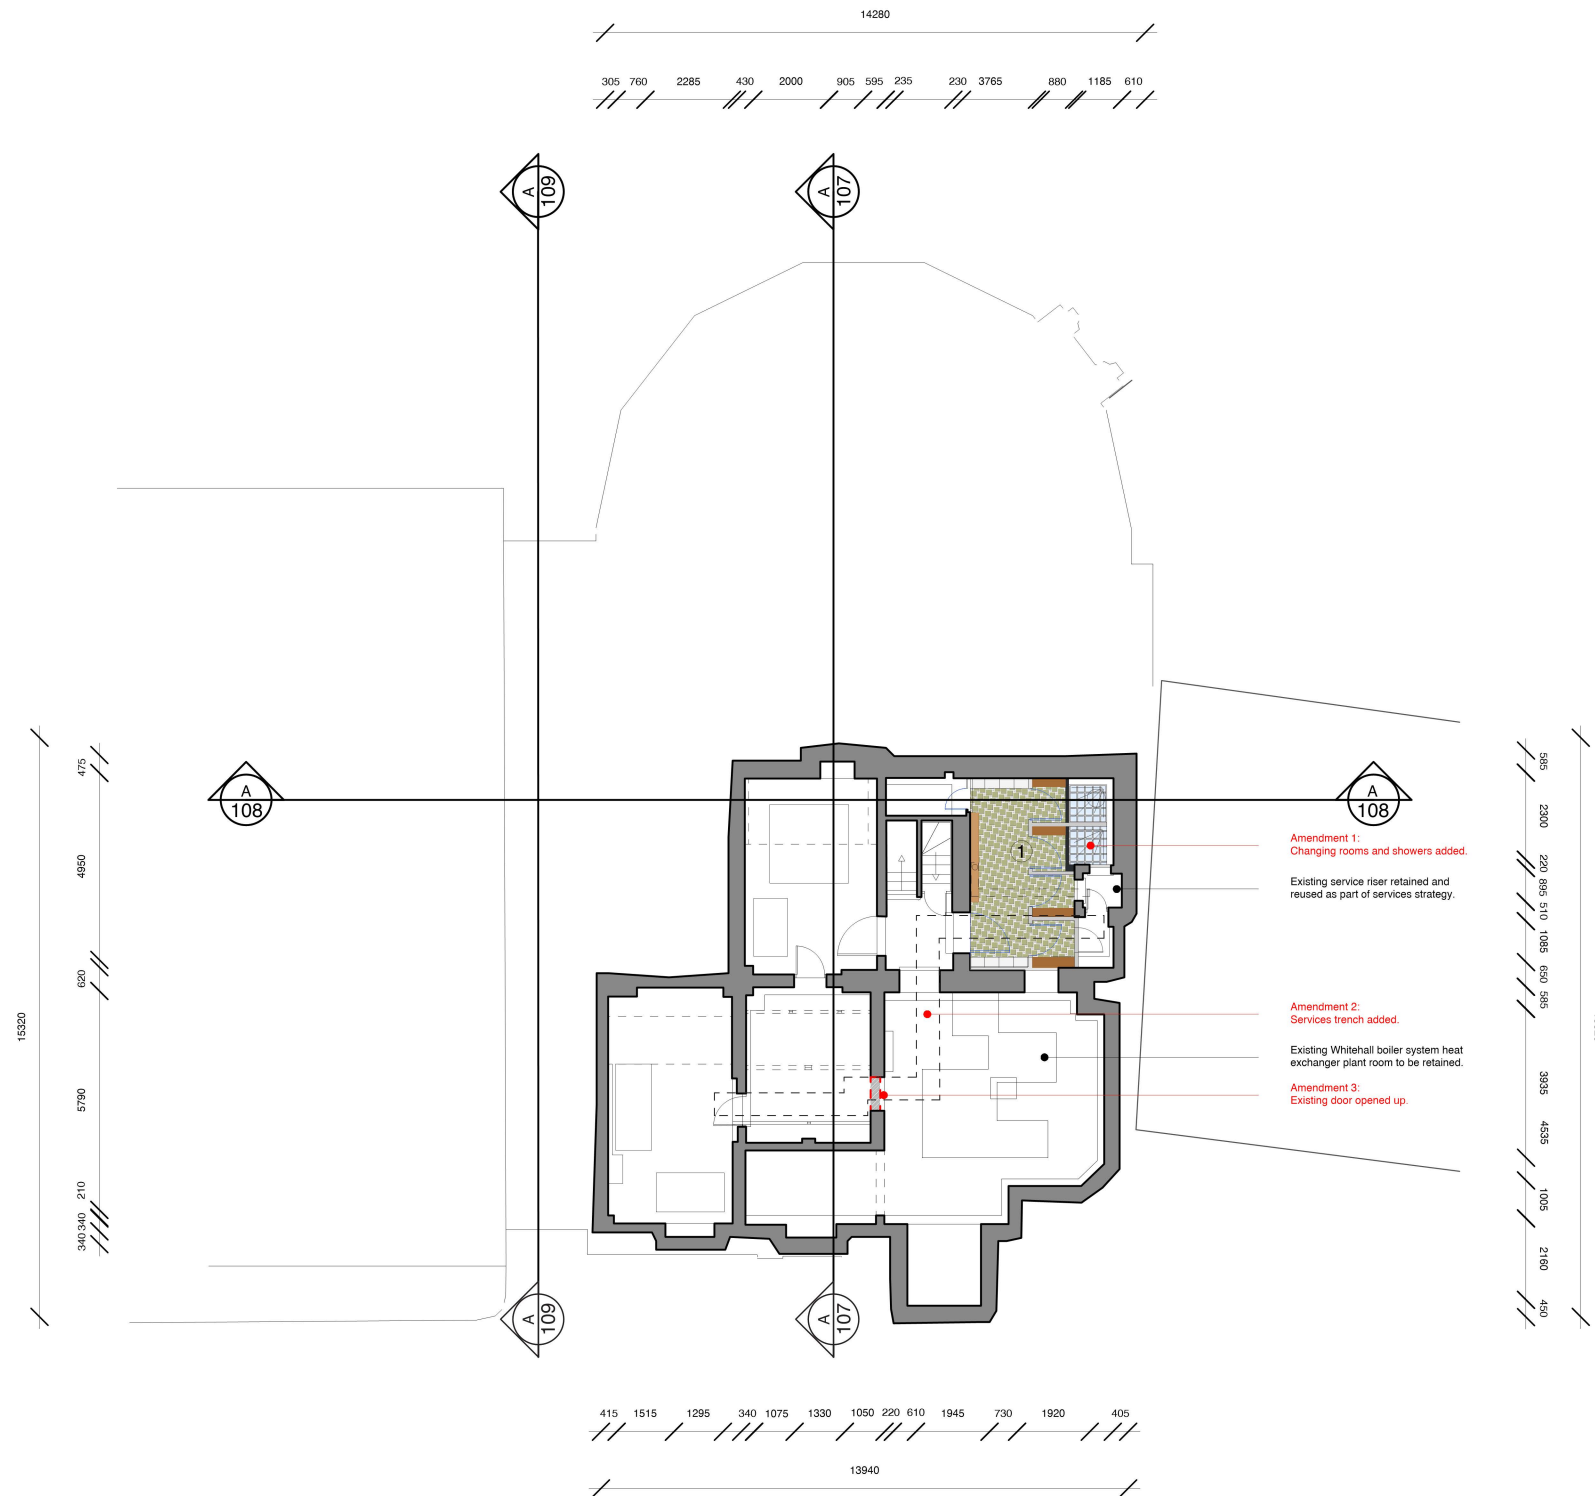 14280
305 760 2285 430 2000 905 595 235 230 3765 880 1185 610
A 109
A 107
475
4950
620
15320
5790
210
340
340
A 108
A 108
1
Amendment 1:
Changing rooms and showers added.
Existing service riser retained and
reused as part of services strategy.
Amendment 2:
Services trench added.
Existing Whitehall boiler system heat
exchanger plant room to be retained.
Amendment 3:
Existing door opened up.
585
2300
220
895
510
1085
650
585
3935
4535
1005
2160
450
A 109
A 107
415 1515 1295 340 1075 1330 1050 220 610 1945 730 1920 405
13940